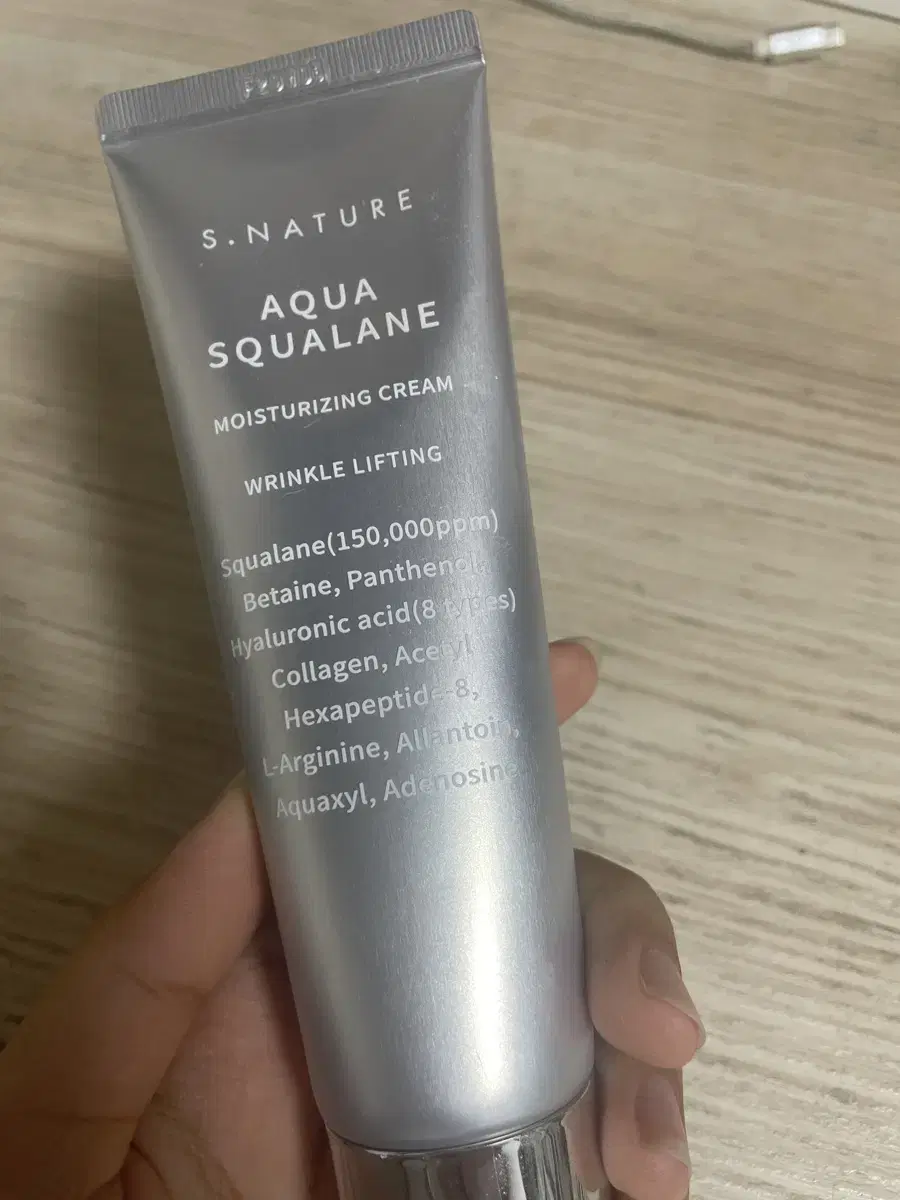 S.NATURE
AQUA
SQUALANE
MOISTURIZING CREAM
WRINKLE LIFTING
Squalane(150,000ppm)
Betaine, Panthenol,
Hyaluronic acid(8 types)
Collagen, Acetyl
Hexapeptide-8,
L-Arginine, Allantoin,
Aquaxyl, Adenosine